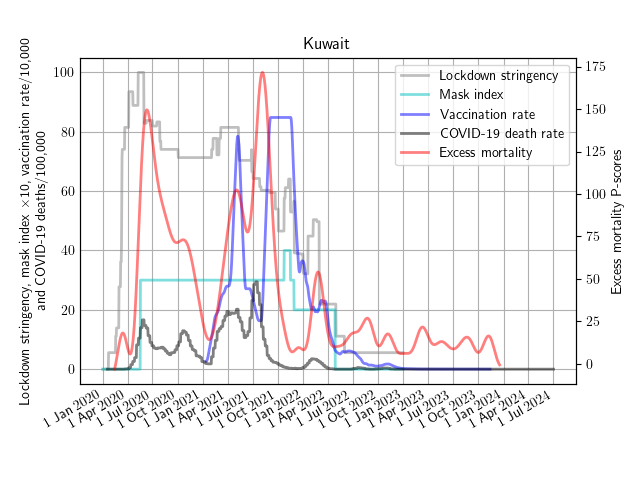 Kuwait
Lockdown stringency, mask index ×10, vaccination rate/10,000
and COVID-19 deaths/100,000
100
80
60
40
20
0
175
150
125
100
75
50
25
0
Excess mortality P-scores
Lockdown stringency
Mask index
Vaccination rate
COVID-19 death rate
Excess mortality
1 Jan 2020
1 Apr 2020
1 Jul 2020
1 Oct 2020
1 Jan 2021
1 Apr 2021
1 Jul 2021
1 Oct 2021
1 Jan 2022
1 Apr 2022
1 Jul 2022
1 Oct 2022
1 Jan 2023
1 Apr 2023
1 Jul 2023
1 Oct 2023
1 Jan 2024
1 Apr 2024
1 Jul 2024